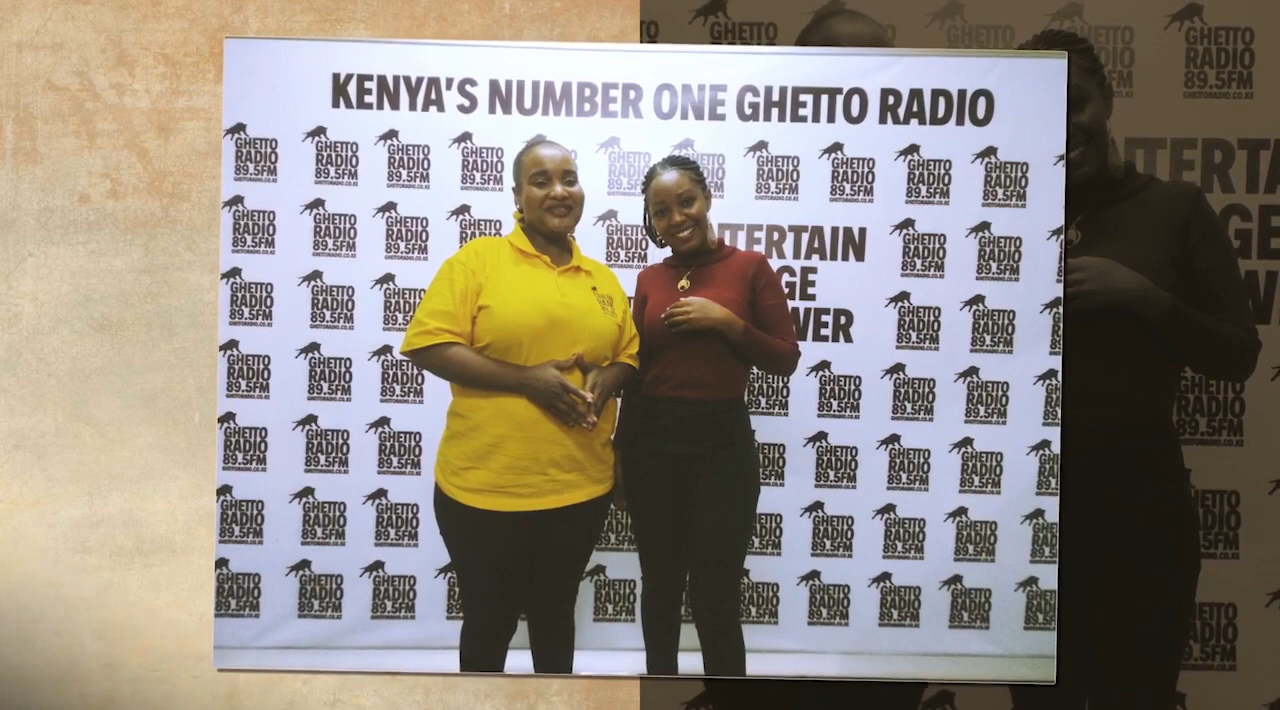 KENYA'S NUMBER ONE GHETTO RADIO
GHETTO
RADIO
89.5FM
GHETTORADIO.CO.KE
NTERTAIN
GE
WER